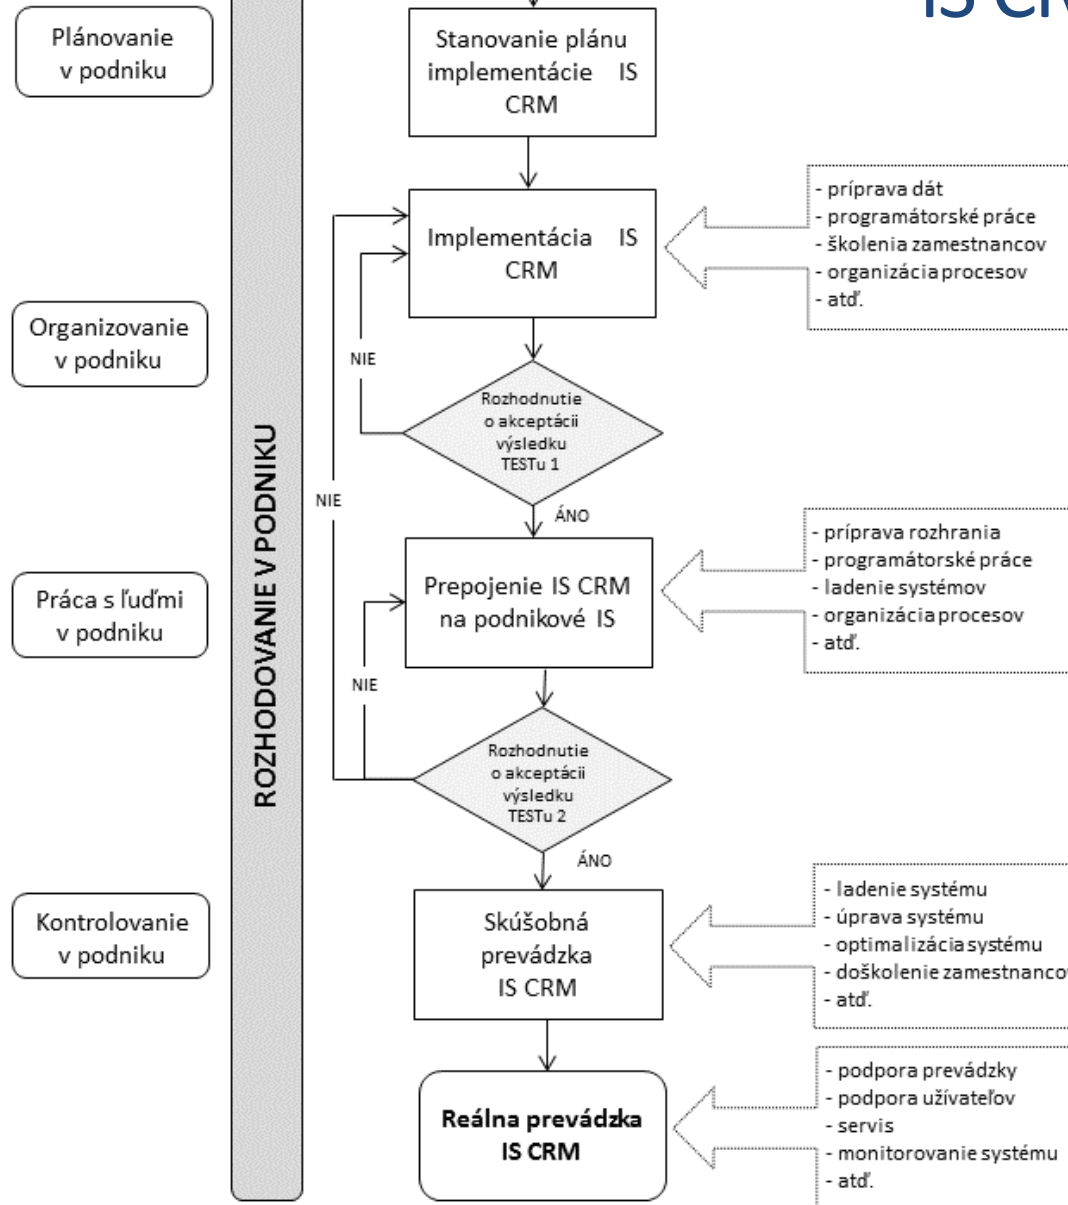 IS CR
Plánovanie
v podniku
Stanovanie plánu
implementácie IS
CRM
- príprava dát
- programátorské práce
- školenia zamestnancov
- organizácia procesov
- atď.
Implementácia IS
CRM
Organizovanie
v podniku
NIE
Rozhodnutie
o akceptácii
výsledku
TESTu 1
ROZHODOVANIE V PODNIKU
NIE
ÁNO
- príprava rozhrania
- programátorské práce
- ladenie systémov
- organizácia procesov
- atď.
Práca s ľuďmi
v podniku
Prepojenie IS CRM
na podnikové IS
NIE
Rozhodnutie
o akceptácii
výsledku
TESTu 2
ÁNO
Kontrolovanie
v podniku
Skúšobná
prevádzka
IS CRM
- ladenie systému
- úprava systému
- optimalizácia systému
- doškolenie zamestnancov
- atď.
Reálna prevádzka
IS CRM
- podpora prevádzky
- podpora užívateľov
- servis
- monitorovanie systému
- atď.